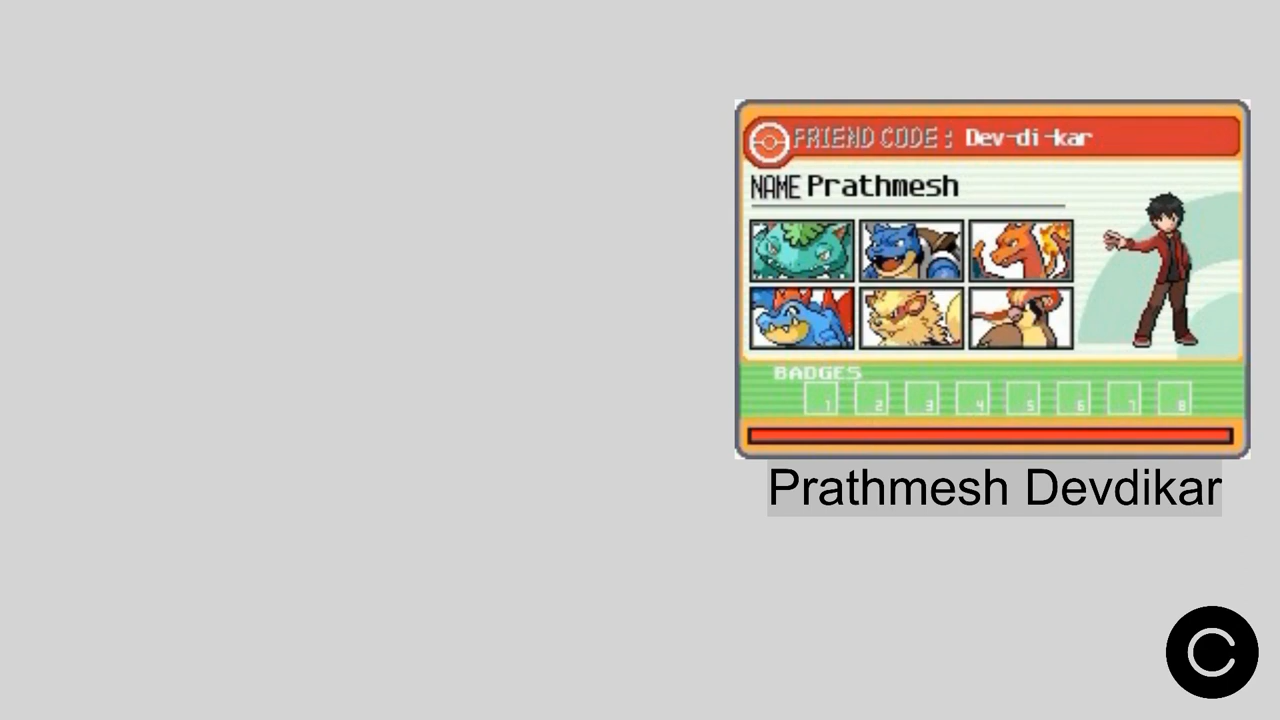 FRIEND CODE : Dev-di-kar
NAME Prathmesh
BADGES
1 2 3 4 5 6 7 8
Prathmesh Devdikar
C